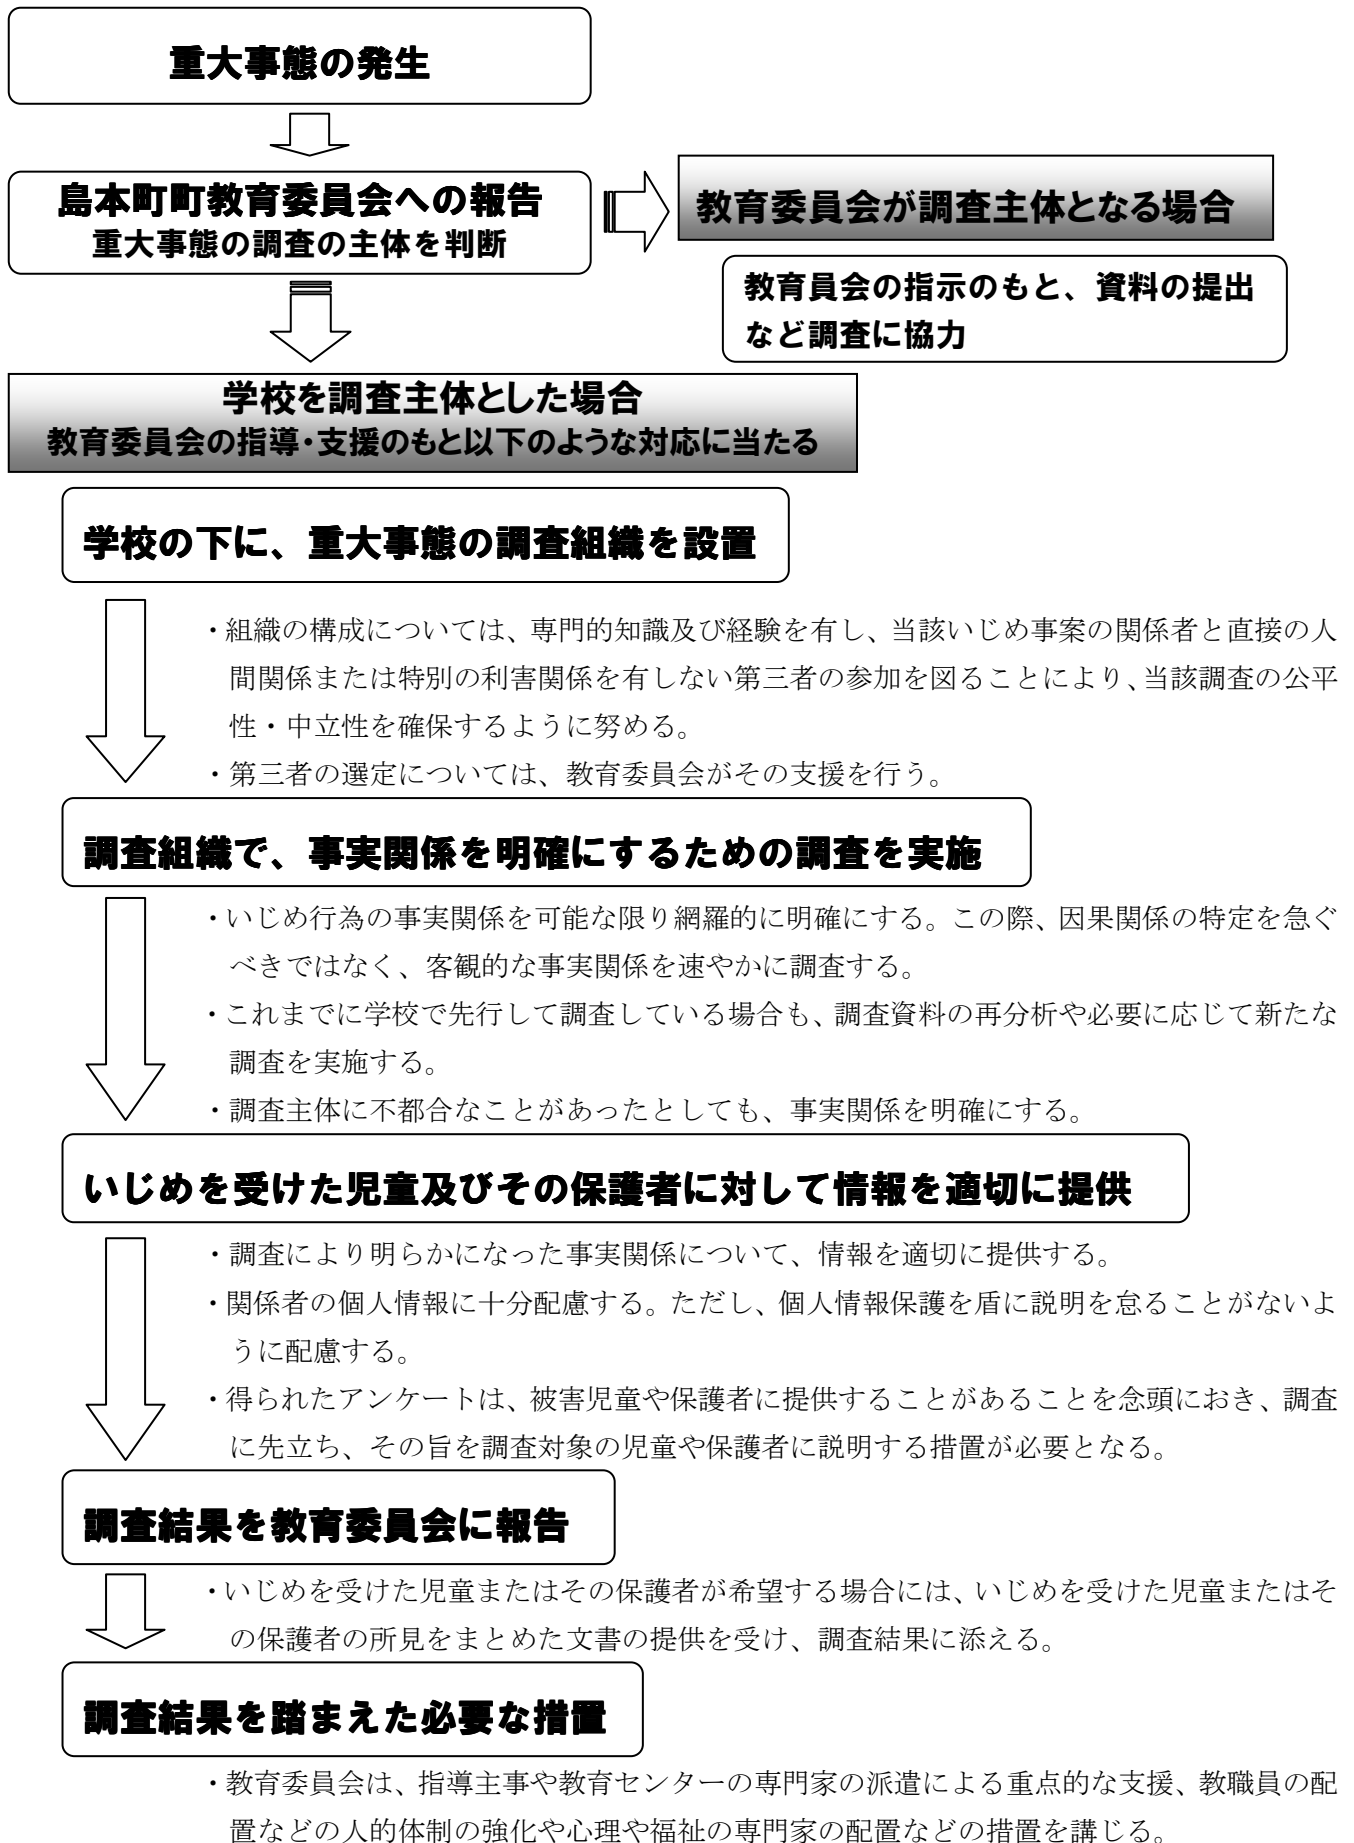 重大事態の発生
島本町町教育委員会への報告
重大事態の調査の主体を判断
教育委員会が調査主体となる場合
教育員会の指示のもと、資料の提出
など調査に協力
学校を調査主体とした場合
教育委員会の指導・支援のもと以下のような対応に当たる
学校の下に、重大事態の調査組織を設置
・組織の構成については、専門的知識及び経験を有し、当該いじめ事案の関係者と直接の人
間関係または特別の利害関係を有しない第三者の参加を図ることにより、当該調査の公平
性・中立性を確保するように努める。
・第三者の選定については、教育委員会がその支援を行う。
調査組織で、事実関係を明確にするための調査を実施
・いじめ行為の事実関係を可能な限り網羅的に明確にする。この際、因果関係の特定を急ぐ
べきではなく、客観的な事実関係を速やかに調査する。
・これまでに学校で先行して調査している場合も、調査資料の再分析や必要に応じて新たな
調査を実施する。
・調査主体に不都合なことがあったとしても、事実関係を明確にする。
いじめを受けた児童及びその保護者に対して情報を適切に提供
・調査により明らかになった事実関係について、情報を適切に提供する。
・関係者の個人情報に十分配慮する。ただし、個人情報保護を盾に説明を怠ることがないよ
うに配慮する。
・得られたアンケートは、被害児童や保護者に提供することがあることを念頭におき、調査
に先立ち、その旨を調査対象の児童や保護者に説明する措置が必要となる。
調査結果を教育委員会に報告
・いじめを受けた児童またはその保護者が希望する場合には、いじめを受けた児童またはそ
の保護者の所見をまとめた文書の提供を受け、調査結果に添える。
調査結果を踏まえた必要な措置
・教育委員会は、指導主事や教育センターの専門家の派遣による重点的な支援、教職員の配
置などの人的体制の強化や心理や福祉の専門家の配置などの措置を講じる。